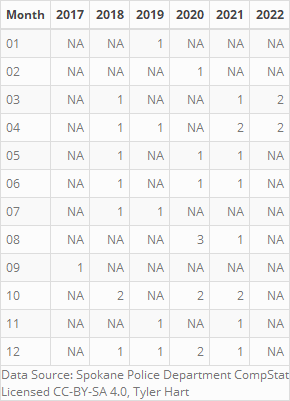 Month 2017 2018 2019 2020 2021 2022
01 NA NA 1 NA NA NA
02 NA NA NA 1 NA NA
03 NA 1 NA NA 1 2
04 NA 1 1 NA 2 2
05 NA 1 NA 1 1 NA
06 NA 1 NA 1 1 NA
07 NA 1 1 NA NA NA
08 NA NA NA 3 1 NA
09 1 NA NA NA NA NA
10 NA 2 NA 2 2 NA
11 NA NA 1 NA 1 NA
12 NA 1 1 2 1 NA
Data Source: Spokane Police Department CompStat
Licensed CC-BY-SA 4.0, Tyler Hart